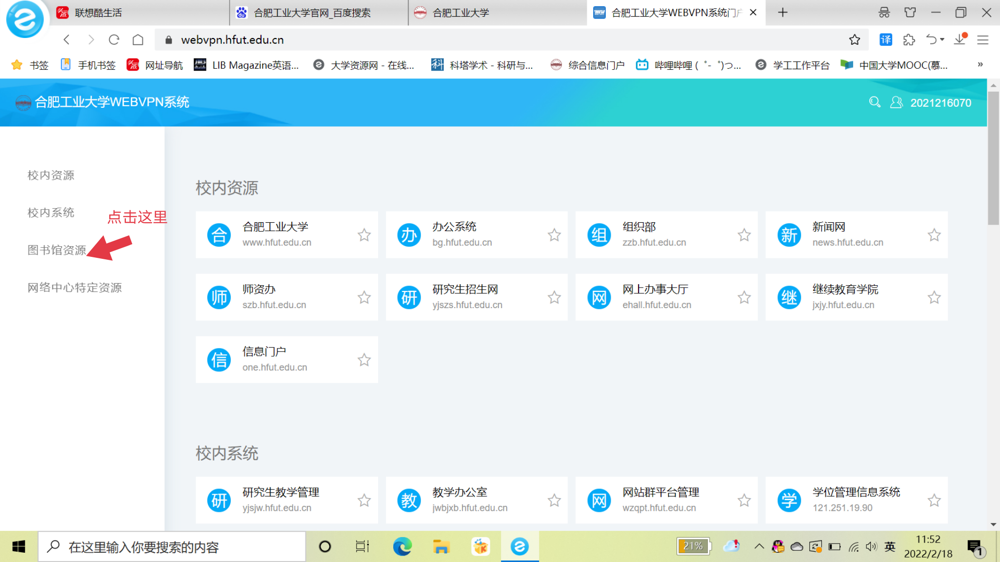 联想酷生活
合肥工业大学官网_百度搜索
合肥工业大学
合肥工业大学WEBVPN系统门户
webvpn.hfut.edu.cn
译
书签
手机书签
网址导航
LIB Magazine英语...
大学资源网 - 在线...
科塔学术 - 科研与...
综合信息门户
哔哩哔哩 ( ゜- ゜)つ...
学工工作平台
中国大学MOOC(慕...
»
合肥工业大学WEBVPN系统
2021216070
校内资源
校内系统
点击这里
图书馆资源
网络中心特定资源
校内资源
合 合肥工业大学
www.hfut.edu.cn
办 办公系统
bg.hfut.edu.cn
组 组织部
zzb.hfut.edu.cn
新 新闻网
news.hfut.edu.cn
师 师资办
szb.hfut.edu.cn
研 研究生招生网
yjszs.hfut.edu.cn
网 网上办事大厅
ehall.hfut.edu.cn
继 继续教育学院
jxjy.hfut.edu.cn
信 信息门户
one.hfut.edu.cn
校内系统
研 研究生教学管理
yjsjw.hfut.edu.cn
教 教学办公室
jwbjxb.hfut.edu.cn
网 网站群平台管理
wzqpt.hfut.edu.cn
学 学位管理信息系统
121.251.19.90
在这里输入你要搜索的内容
21%
英
11:52
2022/2/18
1